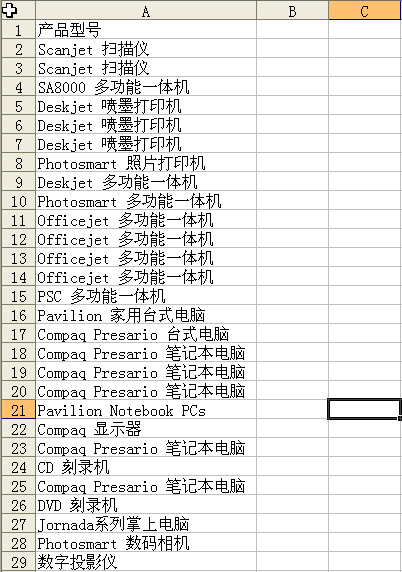 A B C
1 产品型号
2 Scanjet 扫描仪
3 Scanjet 扫描仪
4 SA8000 多功能一体机
5 Deskjet 喷墨打印机
6 Deskjet 喷墨打印机
7 Deskjet 喷墨打印机
8 Photosmart 照片打印机
9 Deskjet 多功能一体机
10 Photosmart 多功能一体机
11 Officejet 多功能一体机
12 Officejet 多功能一体机
13 Officejet 多功能一体机
14 Officejet 多功能一体机
15 PSC 多功能一体机
16 Pavilion 家用台式电脑
17 Compaq Presario 台式电脑
18 Compaq Presario 笔记本电脑
19 Compaq Presario 笔记本电脑
20 Compaq Presario 笔记本电脑
21 Pavilion Notebook PCs
22 Compaq 显示器
23 Compaq Presario 笔记本电脑
24 CD 刻录机
25 Compaq Presario 笔记本电脑
26 DVD 刻录机
27 Jornada系列掌上电脑
28 Photosmart 数码相机
29 数字投影仪